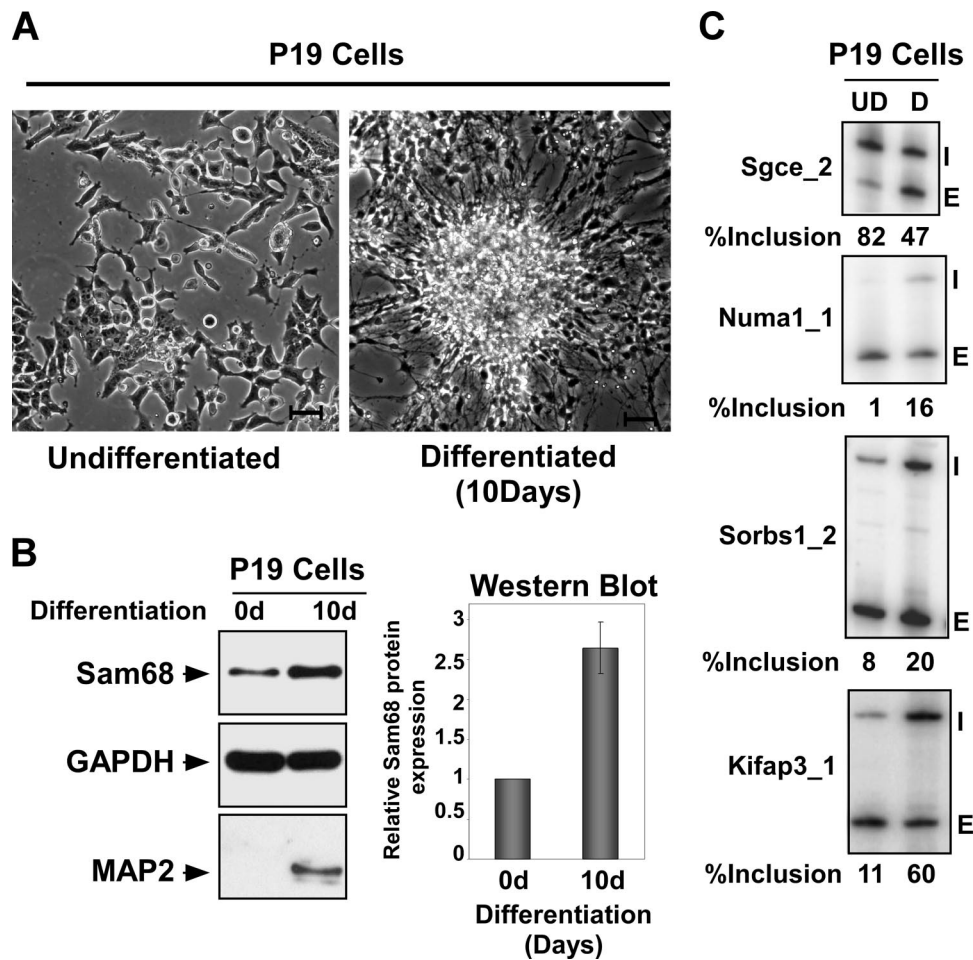 A
P19 Cells
Undifferentiated
Differentiated
(10Days)
B
P19 Cells
Differentiation
0d
10d
Sam68
GAPDH
MAP2
Western Blot
Relative Sam68 protein
expression
3
2.5
2
1.5
1
0.5
0
0d
10d
Differentiation
(Days)
C
P19 Cells
UD
D
Sgce_2
I
E
%Inclusion 82 47
Numa1_1
I
E
%Inclusion 1 16
Sorbs1_2
I
E
%Inclusion 8 20
Kifap3_1
I
E
%Inclusion 11 60